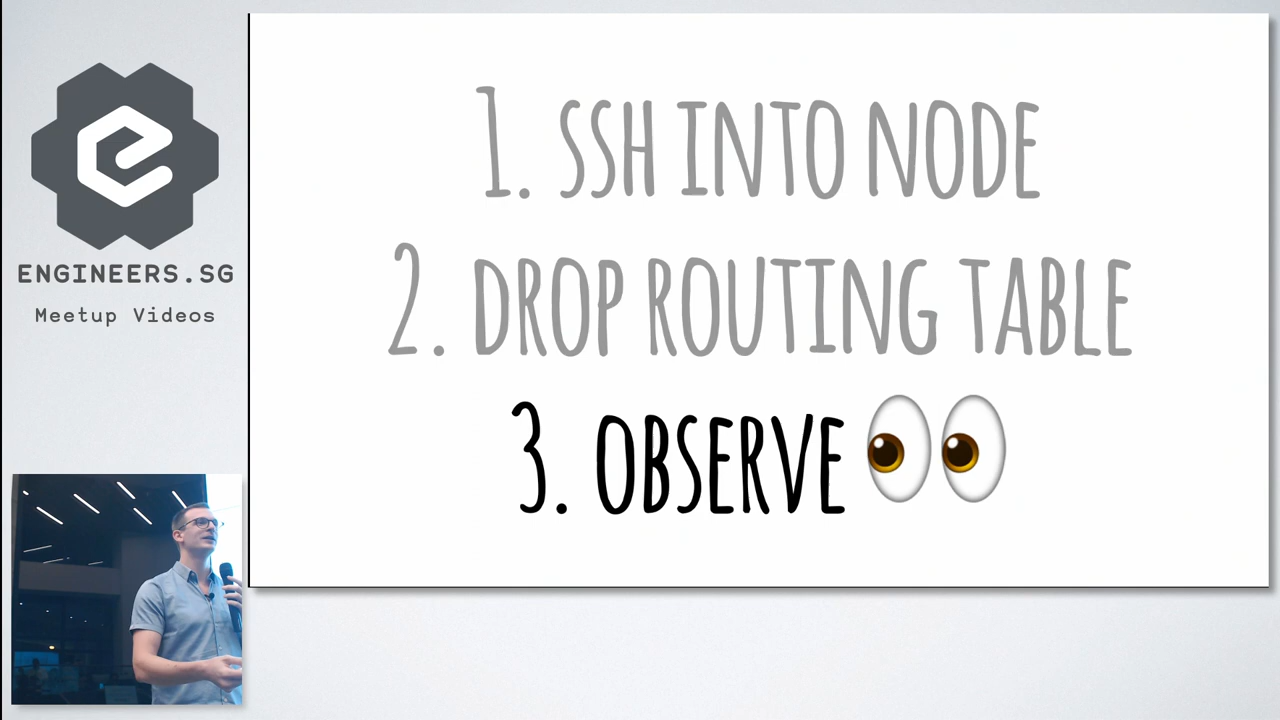 ENGINEERS.SG
Meetup Videos
1. SSH INTO NODE
2. DROP ROUTING TABLE
3. OBSERVE 👀